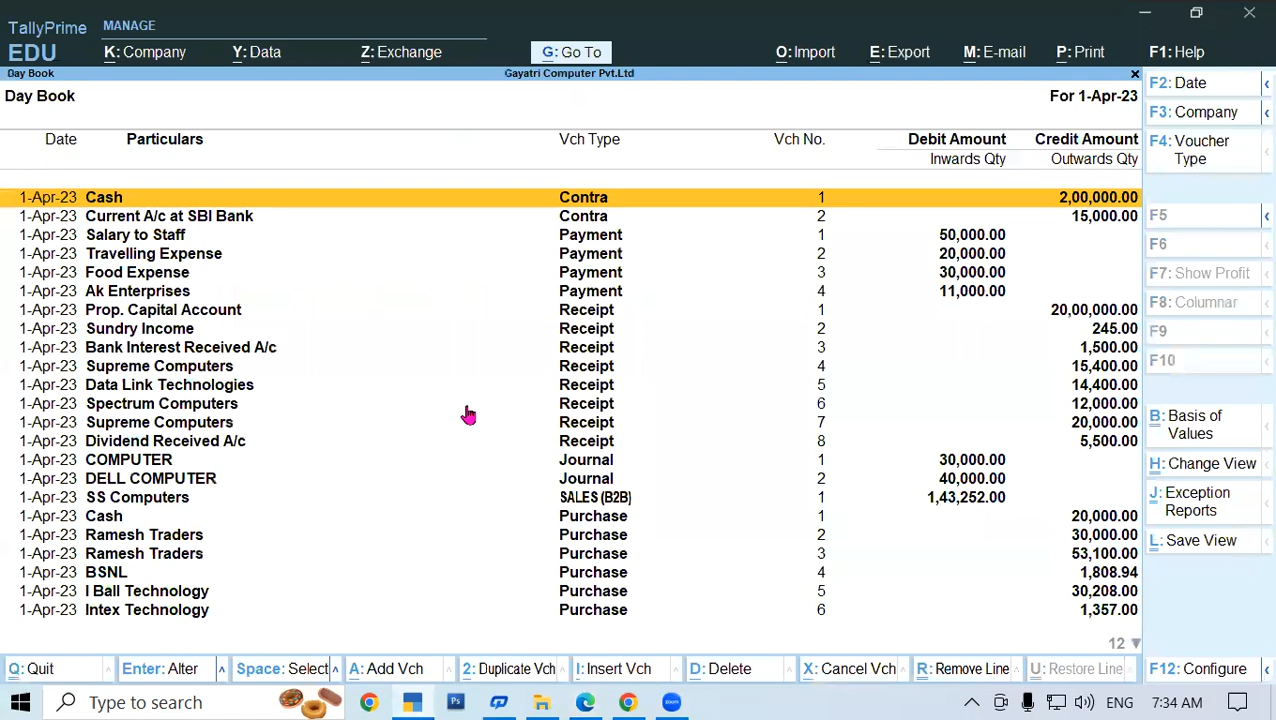 TallyPrime MANAGE
EDU K: Company Y: Data Z: Exchange G: Go To O: Import E: Export M: E-mail P: Print F1: Help
Day Book Gayatri Computer Pvt.Ltd ×
Day Book For 1-Apr-23
Date Particulars Vch Type Vch No. Debit Amount Credit Amount
Inwards Qty Outwards Qty
1-Apr-23 Cash Contra 1 2,00,000.00
1-Apr-23 Current A/c at SBI Bank Contra 2 15,000.00
1-Apr-23 Salary to Staff Payment 1 50,000.00
1-Apr-23 Travelling Expense Payment 2 20,000.00
1-Apr-23 Food Expense Payment 3 30,000.00
1-Apr-23 Ak Enterprises Payment 4 11,000.00
1-Apr-23 Prop. Capital Account Receipt 1 20,00,000.00
1-Apr-23 Sundry Income Receipt 2 245.00
1-Apr-23 Bank Interest Received A/c Receipt 3 1,500.00
1-Apr-23 Supreme Computers Receipt 4 15,400.00
1-Apr-23 Data Link Technologies Receipt 5 14,400.00
1-Apr-23 Spectrum Computers Receipt 6 12,000.00
1-Apr-23 Supreme Computers Receipt 7 20,000.00
1-Apr-23 Dividend Received A/c Receipt 8 5,500.00
1-Apr-23 COMPUTER Journal 1 30,000.00
1-Apr-23 DELL COMPUTER Journal 2 40,000.00
1-Apr-23 SS Computers SALES (B2B) 1 1,43,252.00
1-Apr-23 Cash Purchase 1 20,000.00
1-Apr-23 Ramesh Traders Purchase 2 30,000.00
1-Apr-23 Ramesh Traders Purchase 3 53,100.00
1-Apr-23 BSNL Purchase 4 1,808.94
1-Apr-23 I Ball Technology Purchase 5 30,208.00
1-Apr-23 Intex Technology Purchase 6 1,357.00
12
F2: Date
F3: Company
F4: Voucher
Type
F5
F6
F7: Show Profit
F8: Columnar
F9
F10
B: Basis of
Values
H: Change View
J: Exception
Reports
L: Save View
Q: Quit Enter: Alter Space: Select A: Add Vch 2: Duplicate Vch I: Insert Vch D: Delete X: Cancel Vch R: Remove Line U: Restore Line F12: Configure
Type to search Ps ENG 7:34 AM